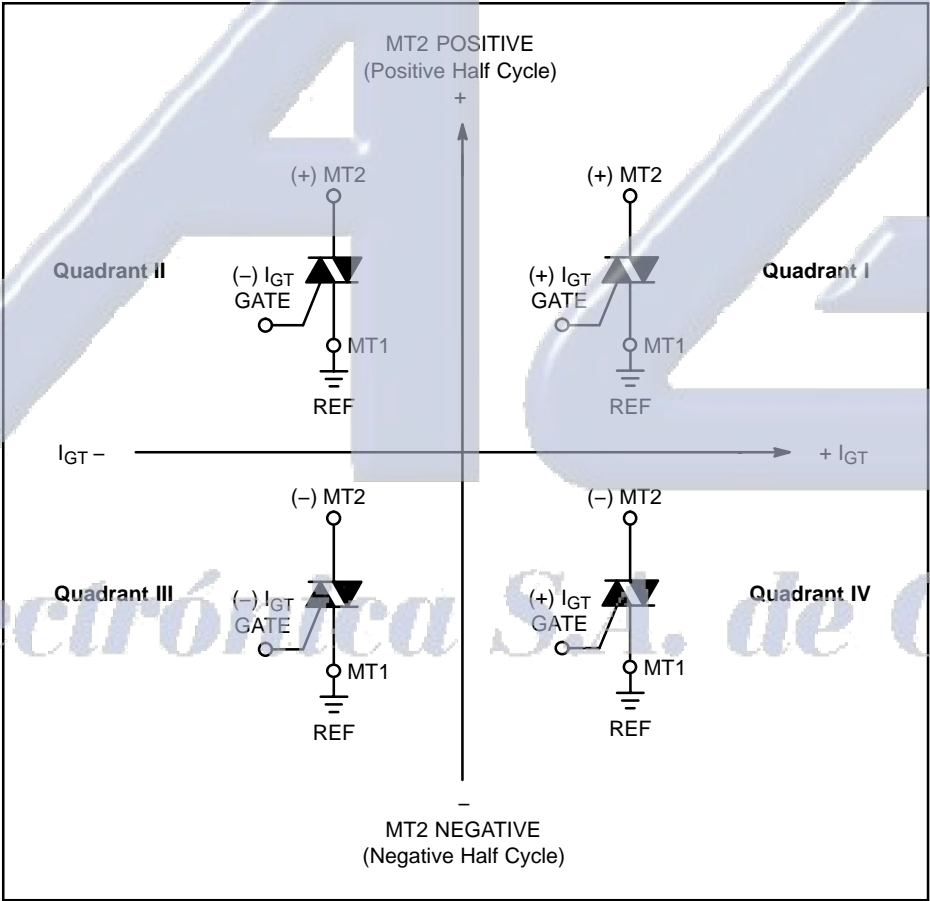 MT2 POSITIVE
(Positive Half Cycle)
+
(+) MT2
(+) MT2
Quadrant II
(–) IGT
GATE
(+) IGT
GATE
Quadrant I
MT1
MT1
REF
REF
IGT –
+ IGT
(–) MT2
(–) MT2
Quadrant III
(–) IGT
GATE
(+) IGT
GATE
Quadrant IV
ectrónica S.A. de C
MT1
MT1
REF
REF
–
MT2 NEGATIVE
(Negative Half Cycle)